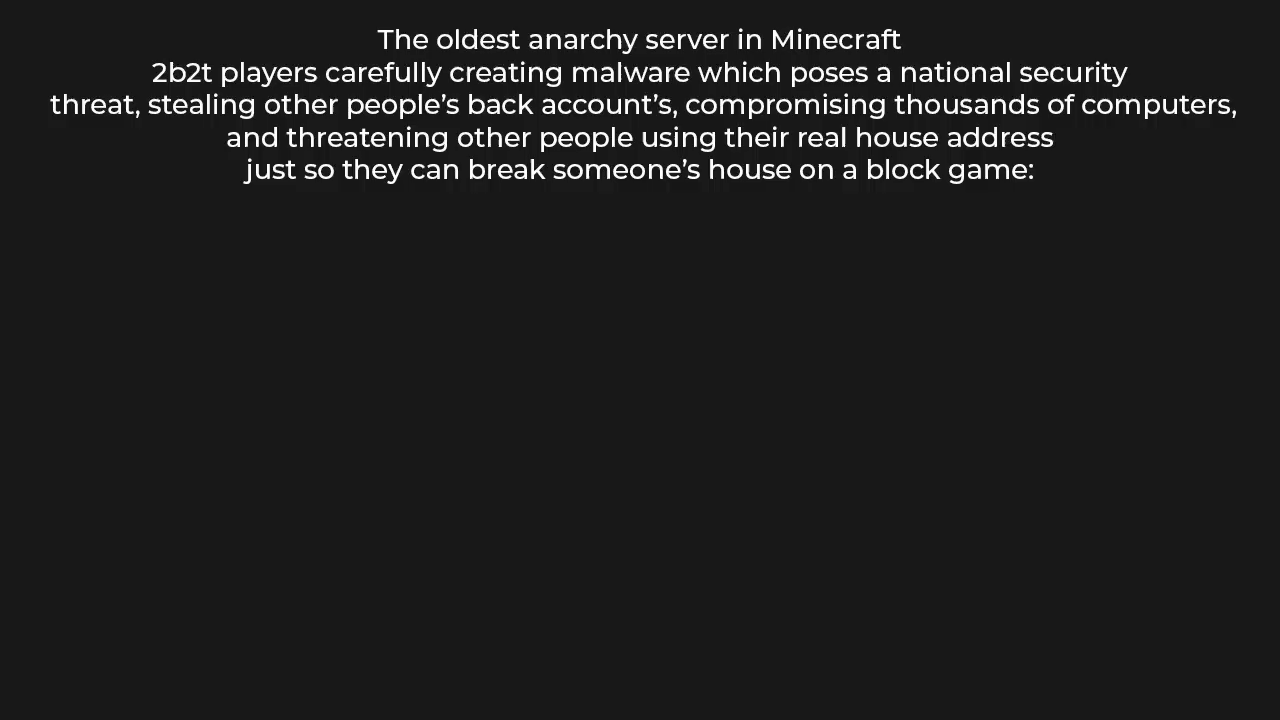 The oldest anarchy server in Minecraft
2b2t players carefully creating malware which poses a national security
threat, stealing other people’s back account’s, compromising thousands of computers,
and threatening other people using their real house address
just so they can break someone’s house on a block game: